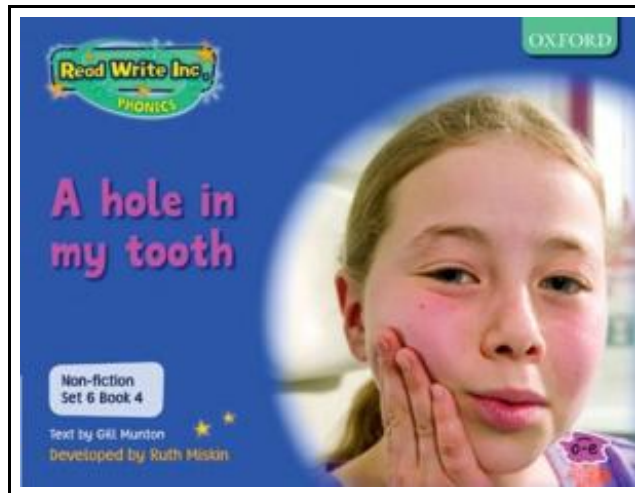 OXFORD
Read Write Inc.
PHONICS
A hole in
my tooth
Non-fiction
Set 6 Book 4
Text by Gill Munton
Developed by Ruth Miskin
o-e